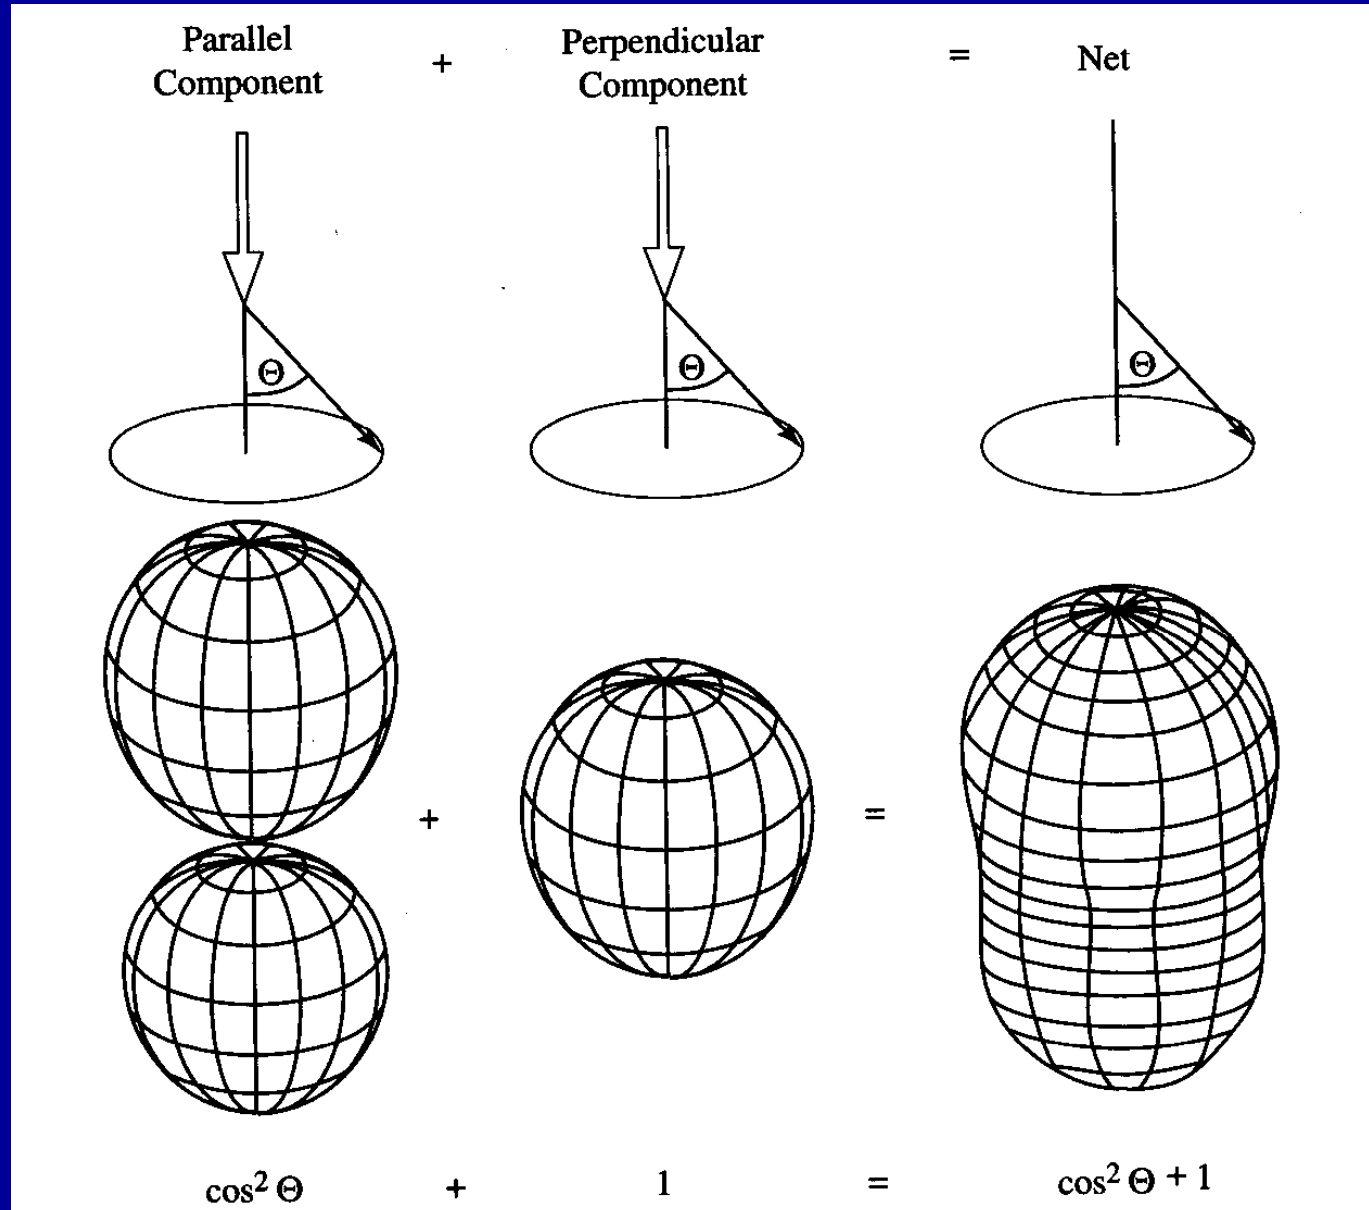 Parallel
Component
+
Perpendicular
Component
=
Net
Θ
Θ
Θ
+
=
cos² Θ + 1 = cos² Θ + 1